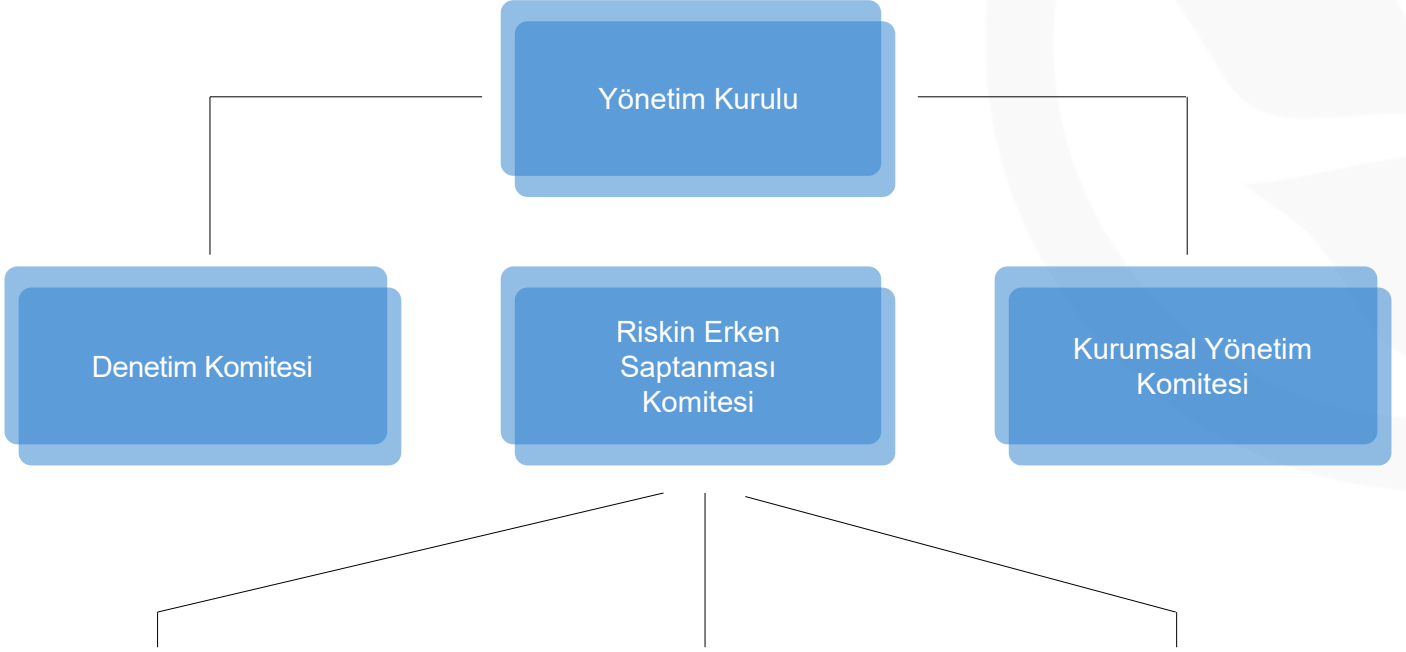 Yönetim Kurulu
Denetim Komitesi
Riskin Erken
Saptanması
Komitesi
Kurumsal Yönetim
Komitesi